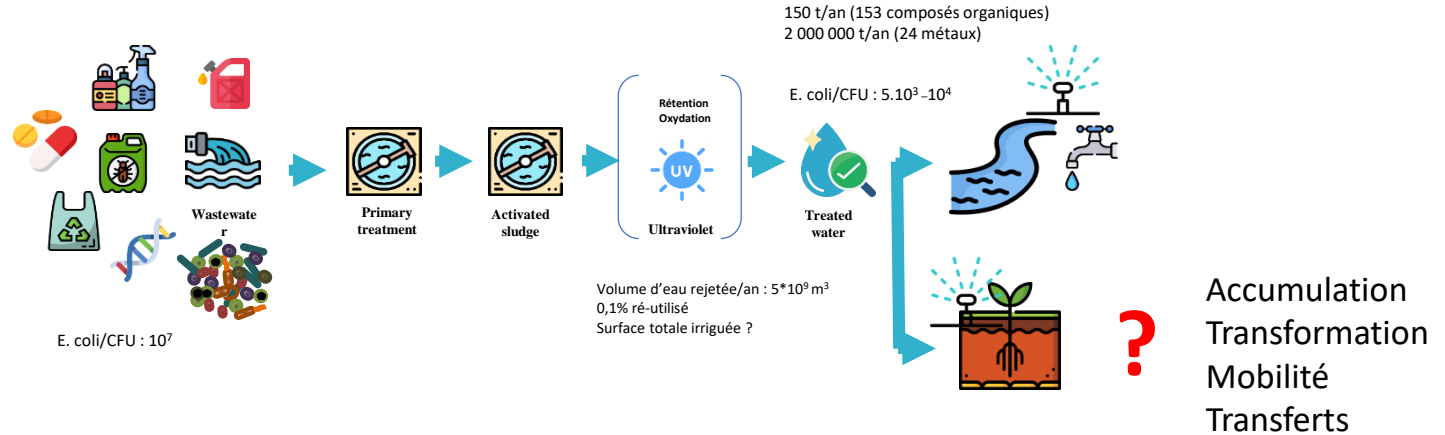 150 t/an (153 composés organiques)
2 000 000 t/an (24 métaux)
E. coli/CFU : 5.10³ –10⁴
Rétention
Oxydation
UV
Wastewate
r
Primary
treatment
Activated
sludge
Ultraviolet
Treated
water
E. coli/CFU : 10⁷
Volume d’eau rejetée/an : 5*10⁹ m³
0,1% ré-utilisé
Surface totale irriguée ?
?
Accumulation
Transformation
Mobilité
Transferts